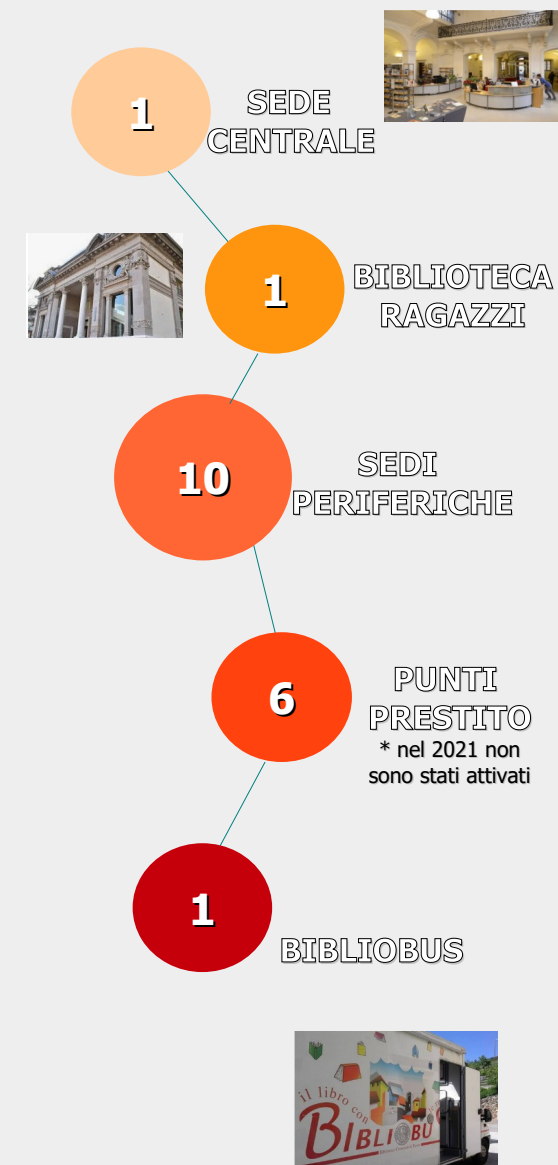 1
SEDE
CENTRALE
1
BIBLIOTECA
RAGAZZI
10
SEDI
PERIFERICHE
6
PUNTI
PRESTITO
* nel 2021 non
sono stati attivati
1
BIBLIOBUS
il libro con
BIBLIOBU